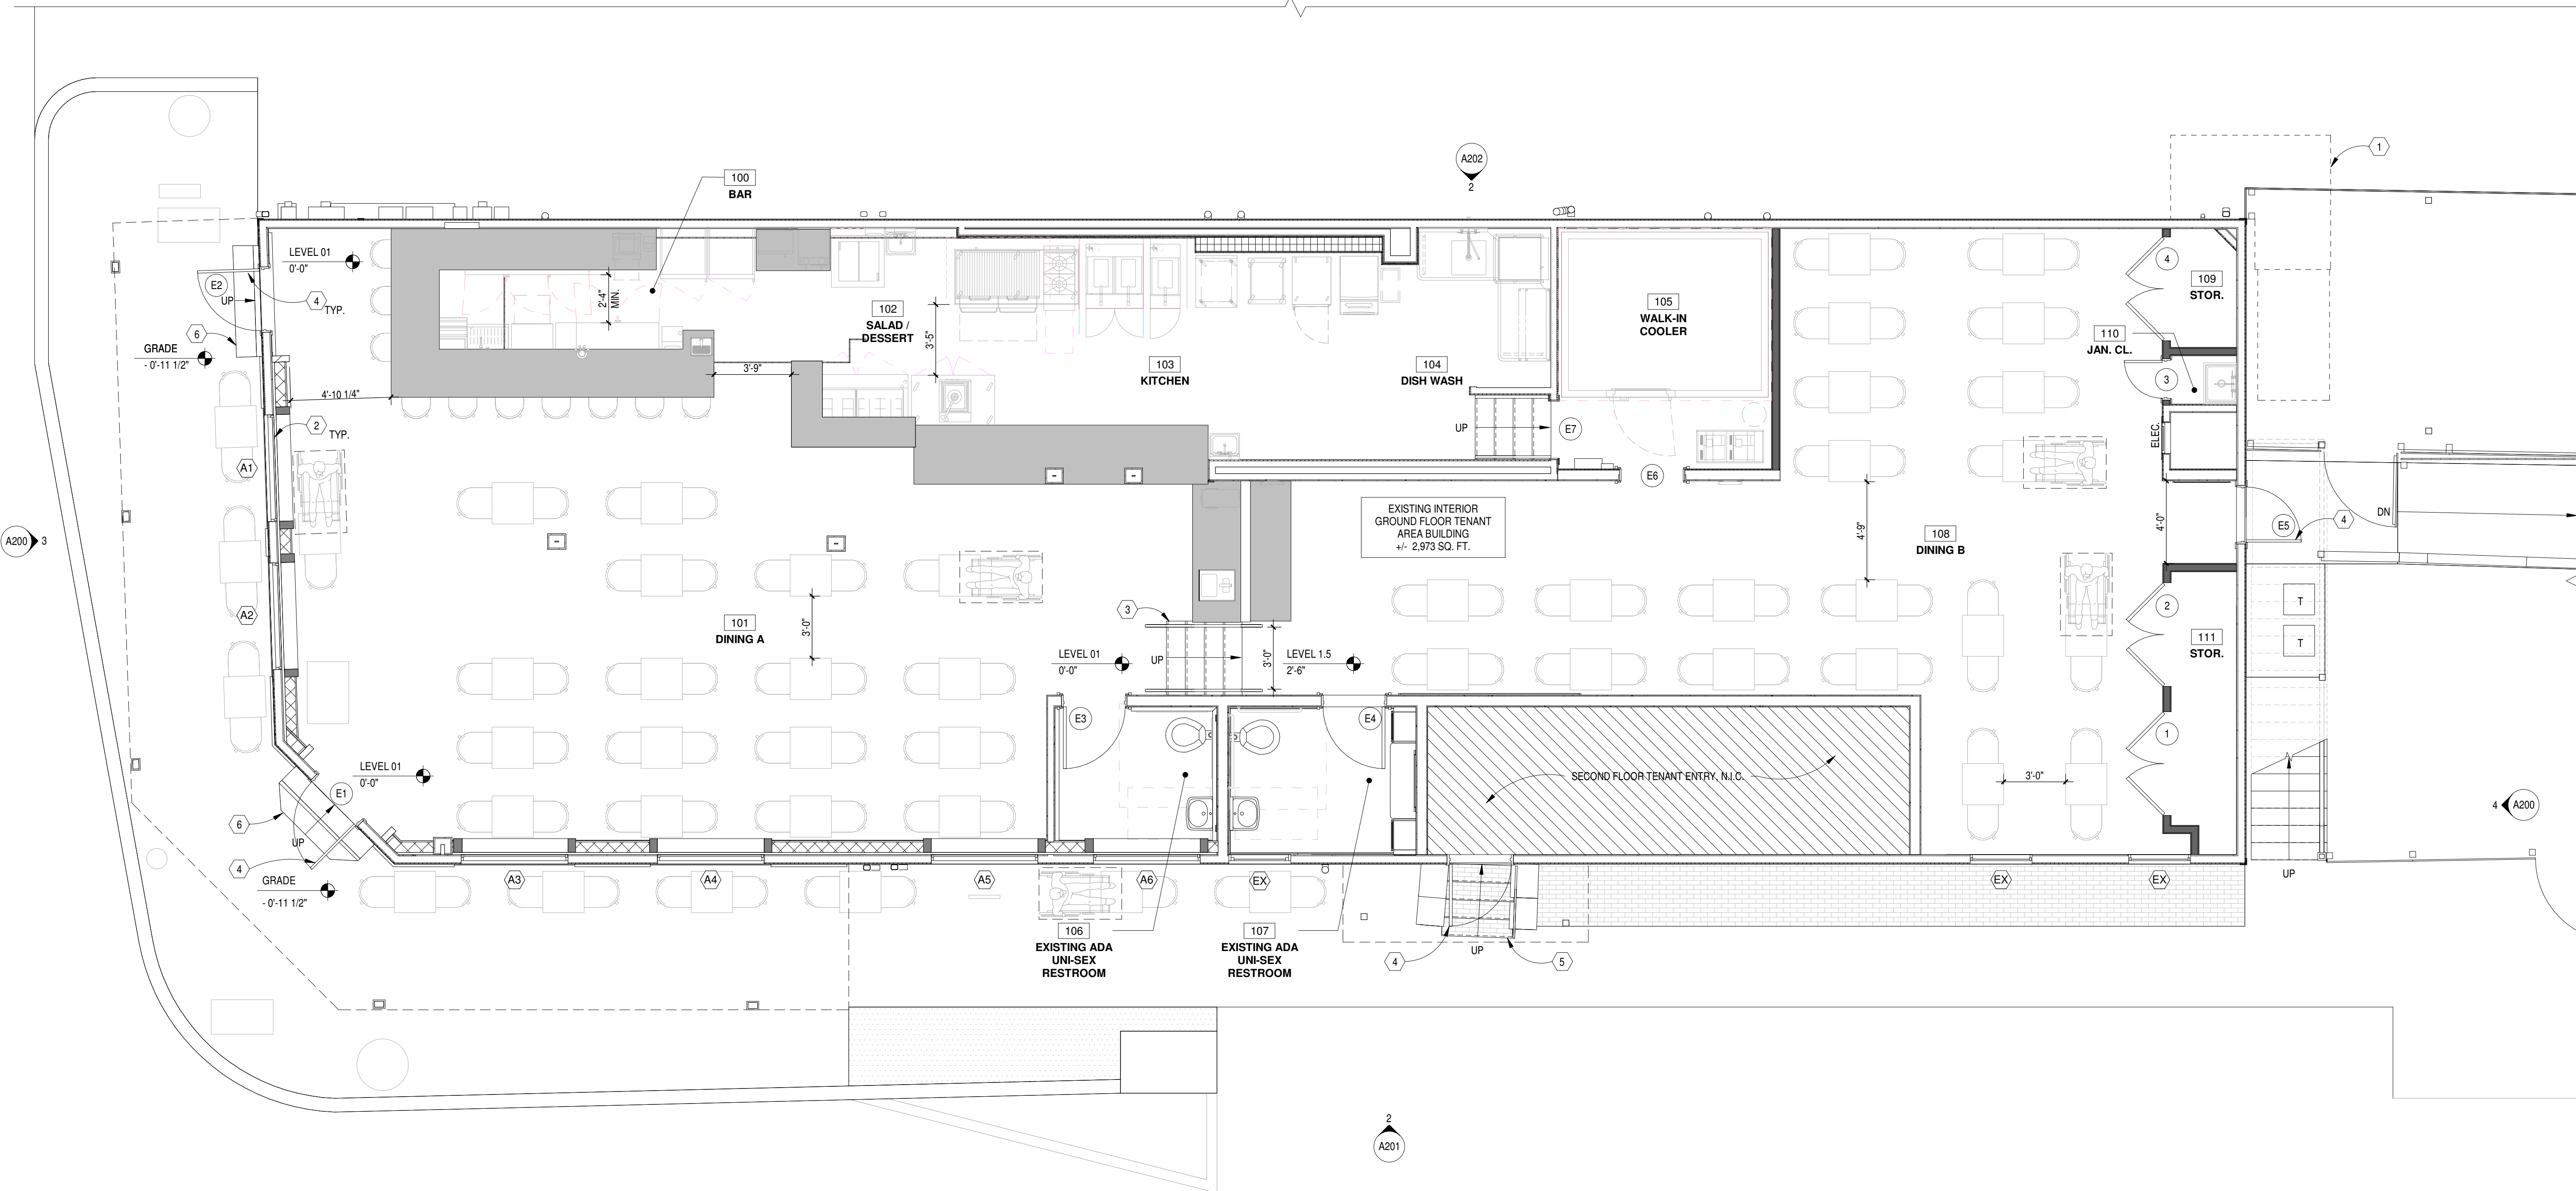 A202
2
1
100
BAR
LEVEL 01
0'-0"
E2
UP
4
TYP.
6
GRADE
- 0'-11 1/2"
2'-4"
MIN.
102
SALAD /
DESSERT
3'-5"
3'-9"
103
KITCHEN
104
DISH WASH
105
WALK-IN
COOLER
4
109
STOR.
110
JAN. CL.
3
4'-10 1/4"
2
TYP.
A1
UP
E7
E6
ELEC.
EXISTING INTERIOR
GROUND FLOOR TENANT
AREA BUILDING
+/- 2,973 SQ. FT.
4'-9"
108
DINING B
4'-0"
E5
4
DN
A200
3
A2
101
DINING A
3'-0"
3
LEVEL 01
0'-0"
UP
3'-0"
LEVEL 1.5
2'-6"
2
111
STOR.
T
T
E3
E4
1
LEVEL 01
0'-0"
E1
6
UP
4
SECOND FLOOR TENANT ENTRY, N.I.C.
3'-0"
4
A200
GRADE
- 0'-11 1/2"
A3
A4
A5
A6
EX
EX
EX
UP
106
EXISTING ADA
UNI-SEX
RESTROOM
107
EXISTING ADA
UNI-SEX
RESTROOM
4
UP
5
2
A201